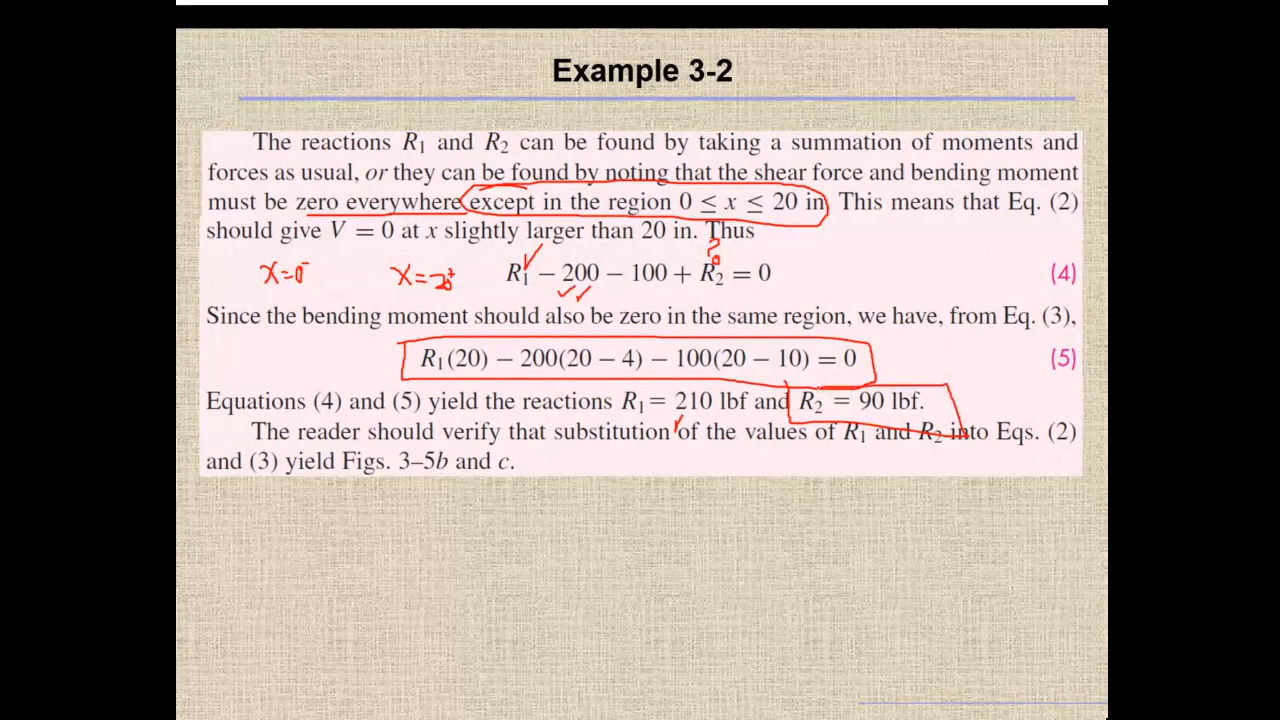 Example 3-2
The reactions R₁ and R₂ can be found by taking a summation of moments and
forces as usual, or they can be found by noting that the shear force and bending moment
must be zero everywhere except in the region 0 ≤ x ≤ 20 in. This means that Eq. (2)
should give V = 0 at x slightly larger than 20 in. Thus
?
x=0⁻ x=20⁺ R₁ − 200 − 100 + R₂ = 0 (4)
Since the bending moment should also be zero in the same region, we have, from Eq. (3),
R₁(20) − 200(20 − 4) − 100(20 − 10) = 0 (5)
Equations (4) and (5) yield the reactions R₁ = 210 lbf and R₂ = 90 lbf.
The reader should verify that substitution of the values of R₁ and R₂ into Eqs. (2)
and (3) yield Figs. 3–5b and c.